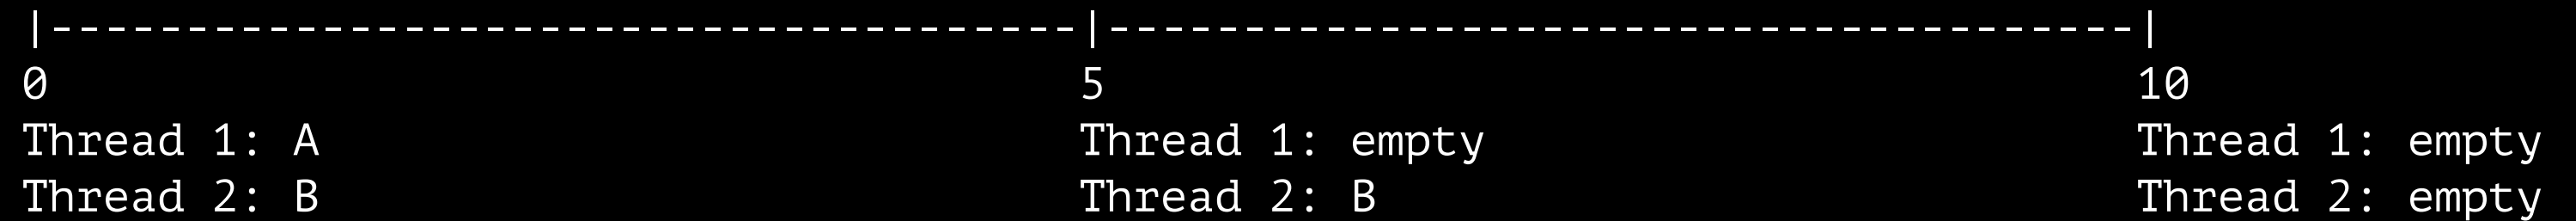 |--------------------------------------|--------------------------------------|
0 5 10
Thread 1: A Thread 1: empty Thread 1: empty
Thread 2: B Thread 2: B Thread 2: empty